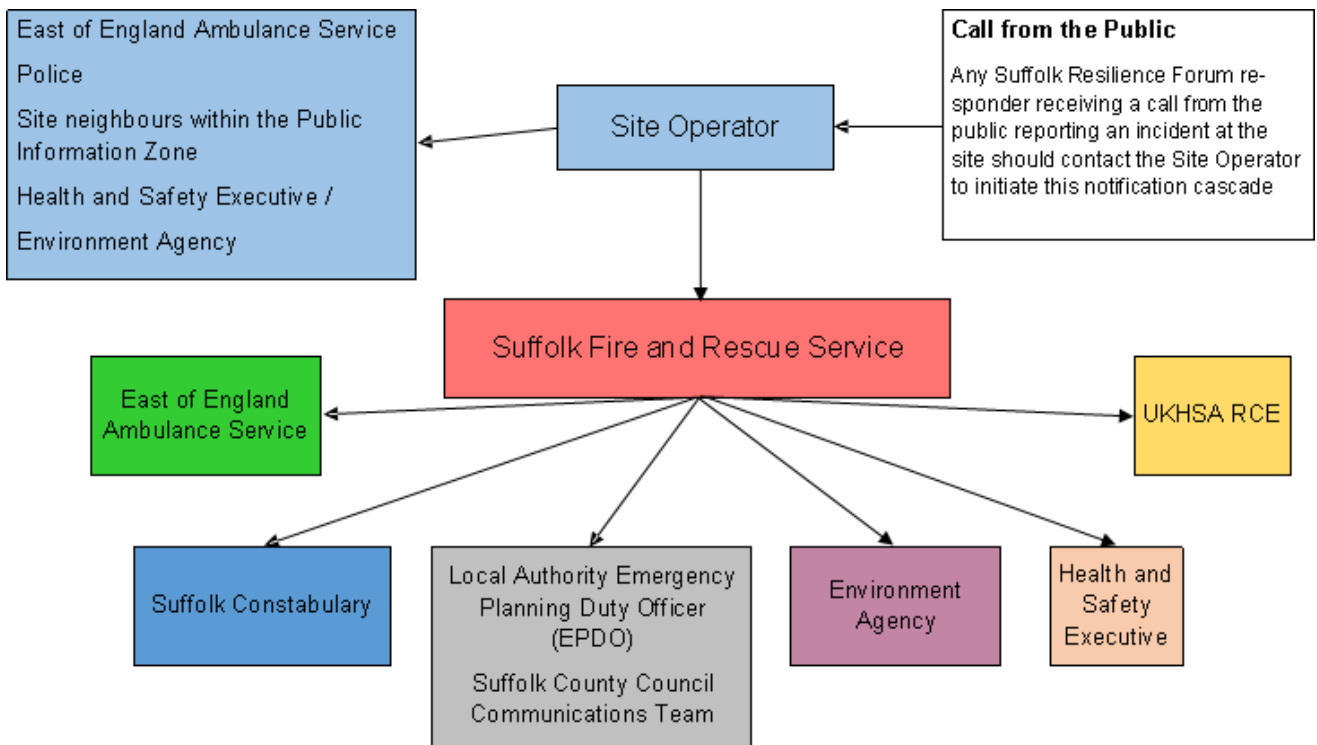 East of England Ambulance Service
Police
Site neighbours within the Public
Information Zone
Health and Safety Executive /
Environment Agency
Site Operator
Call from the Public
Any Suffolk Resilience Forum re-
sponder receiving a call from the
public reporting an incident at the
site should contact the Site Operator
to initiate this notification cascade
Suffolk Fire and Rescue Service
East of England
Ambulance Service
UKHSA RCE
Suffolk Constabulary
Local Authority Emergency
Planning Duty Officer
(EPDO)
Suffolk County Council
Communications Team
Environment
Agency
Health and
Safety
Executive